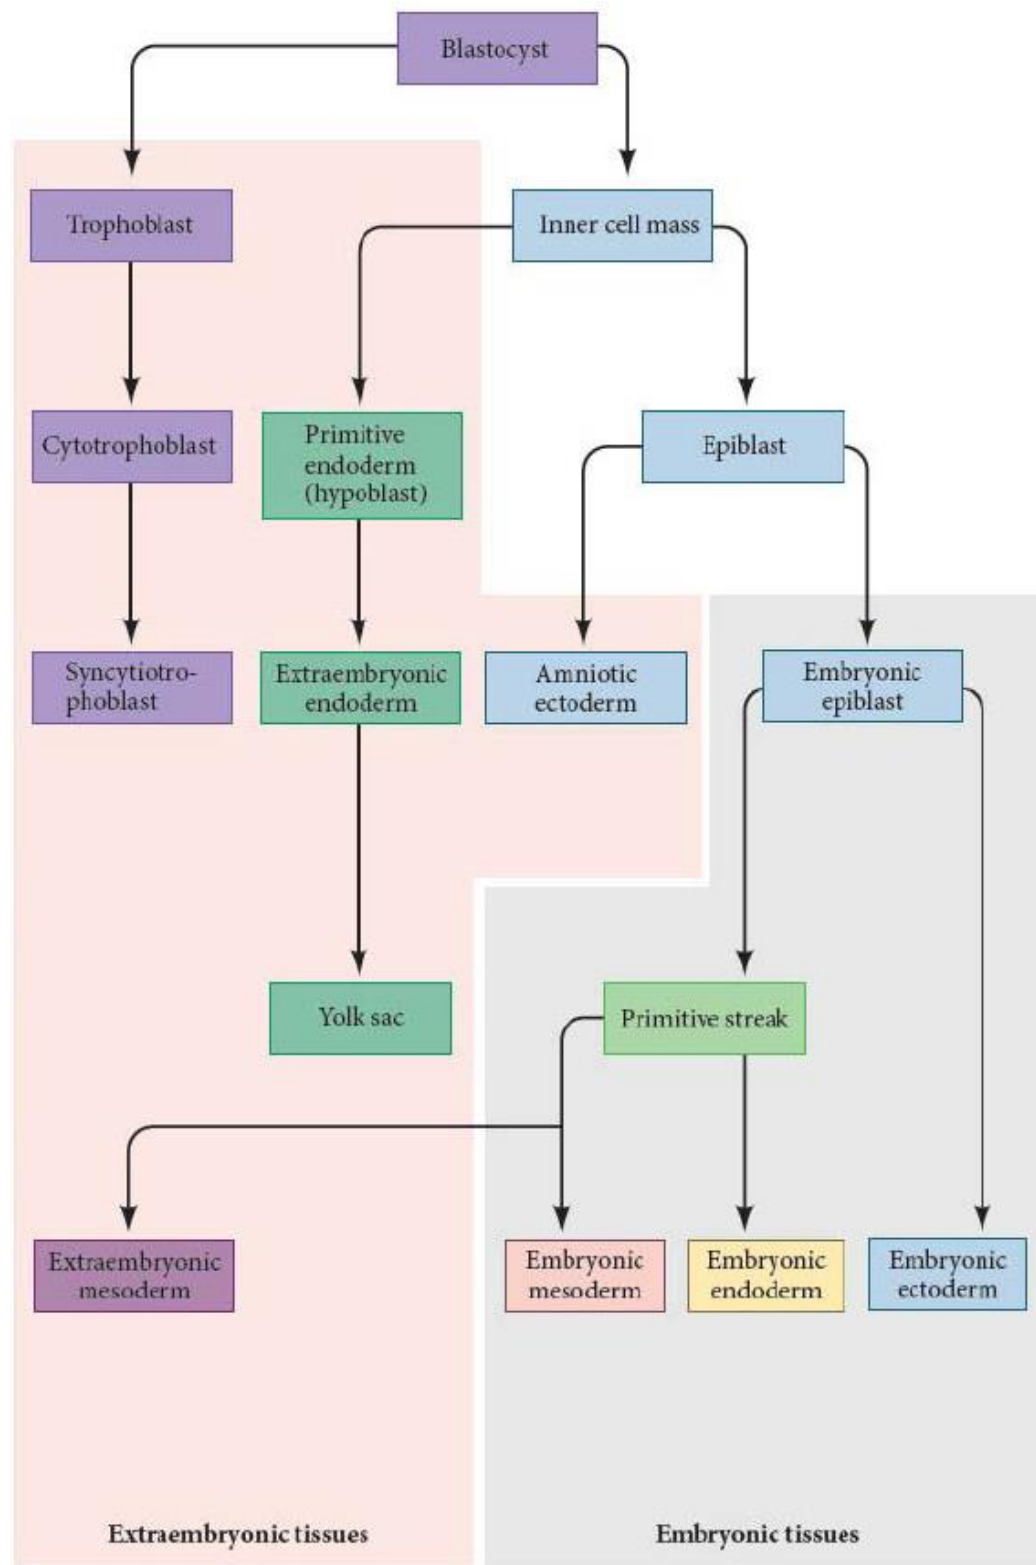 Blastocyst
Trophoblast
Inner cell mass
Cytotrophoblast
Primitive
endoderm
(hypoblast)
Epiblast
Syncytiotro-
phoblast
Extraembryonic
endoderm
Amniotic
ectoderm
Embryonic
epiblast
Yolk sac
Primitive streak
Extraembryonic
mesoderm
Embryonic
mesoderm
Embryonic
endoderm
Embryonic
ectoderm
Extraembryonic tissues
Embryonic tissues